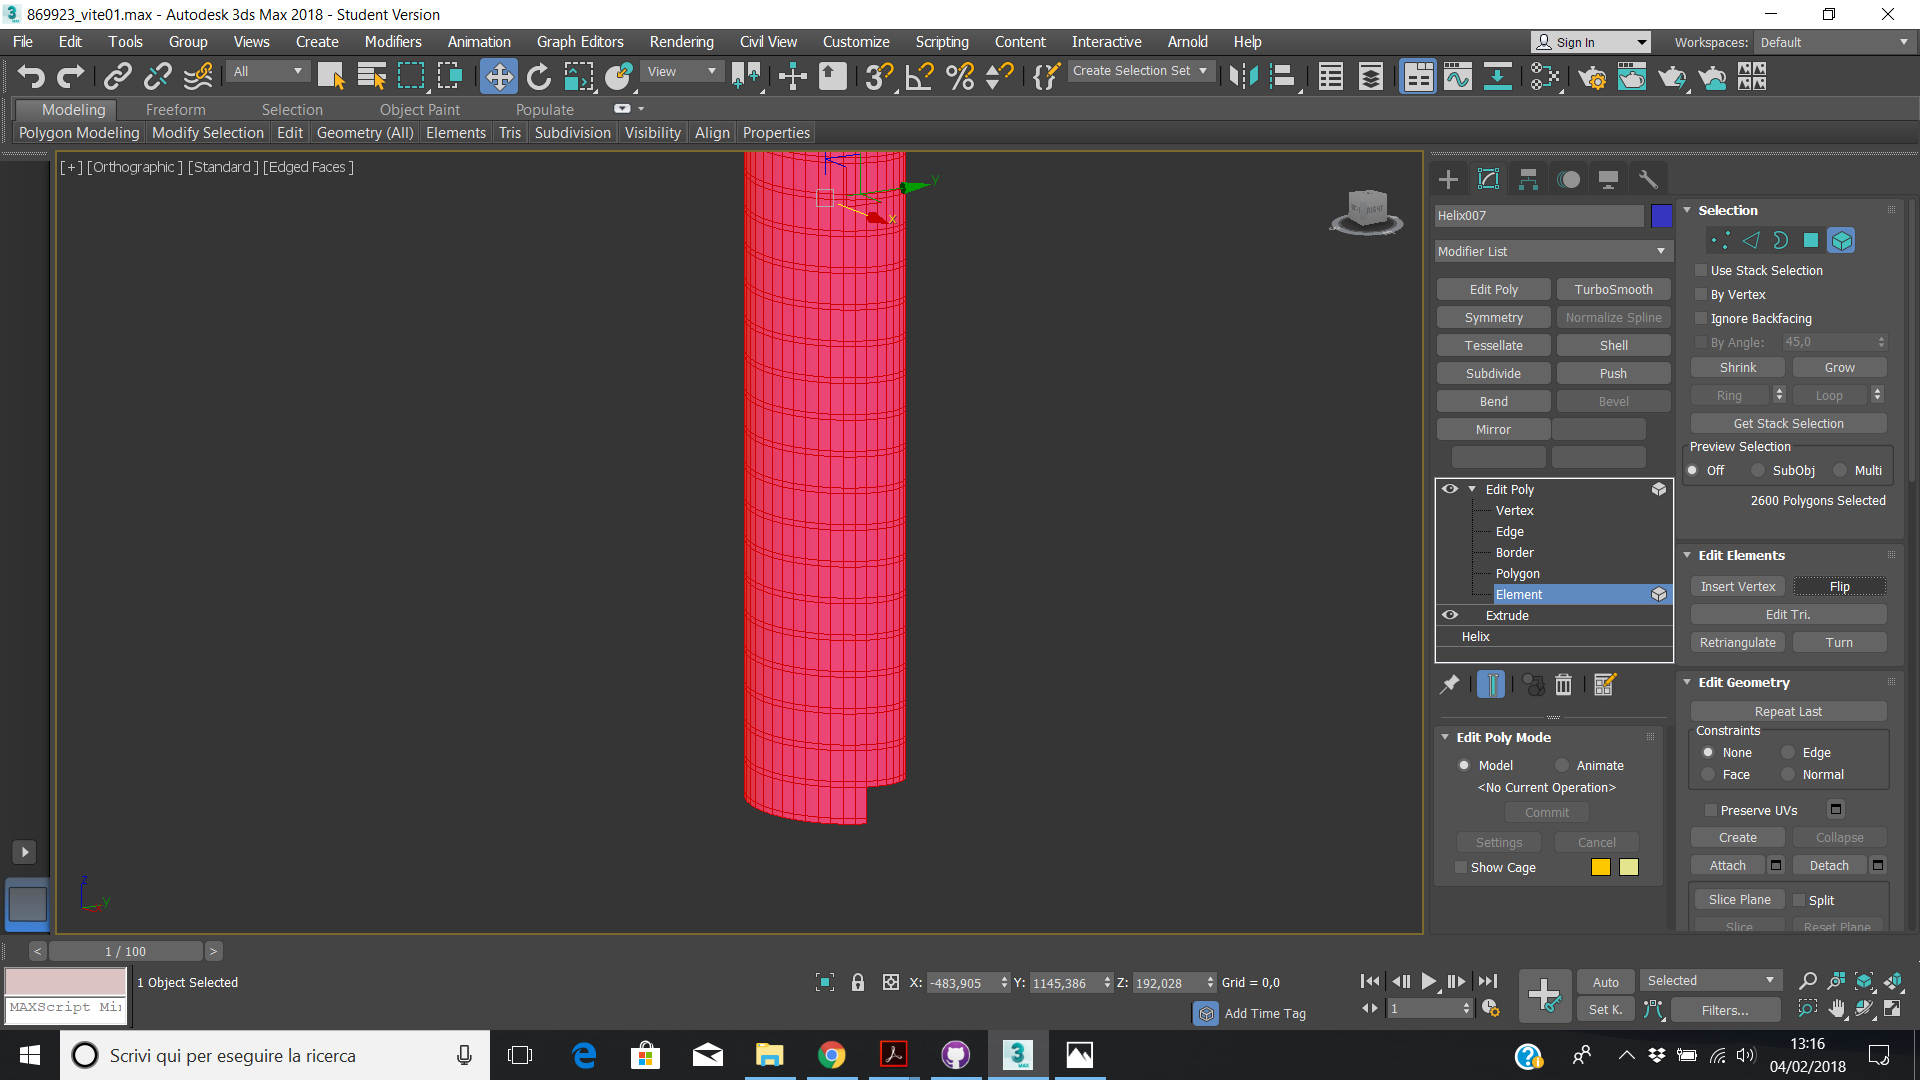 869923_vite01.max - Autodesk 3ds Max 2018 - Student Version
File Edit Tools Group Views Create Modifiers Animation Graph Editors Rendering Civil View Customize Scripting Content Interactive Arnold Help Sign In Workspaces: Default
All View Create Selection Set
Modeling Freeform Selection Object Paint Populate
Polygon Modeling Modify Selection Edit Geometry (All) Elements Tris Subdivision Visibility Align Properties
[+] [Orthographic ] [Standard ] [Edged Faces ]
y
x
RIGHT
z
y
x
Helix007
Modifier List
Edit Poly TurboSmooth
Symmetry Normalize Spline
Tessellate Shell
Subdivide Push
Bend Bevel
Mirror
Edit Poly
Vertex
Edge
Border
Polygon
Element
Extrude
Helix
Edit Poly Mode
Model Animate
<No Current Operation>
Commit
Settings Cancel
Show Cage
Selection
Use Stack Selection
By Vertex
Ignore Backfacing
By Angle: 45,0
Shrink Grow
Ring Loop
Get Stack Selection
Preview Selection
Off SubObj Multi
2600 Polygons Selected
Edit Elements
Insert Vertex Flip
Edit Tri.
Retriangulate Turn
Edit Geometry
Repeat Last
Constraints
None Edge
Face Normal
Preserve UVs
Create Collapse
Attach Detach
Slice Plane Split
Slice Reset Plane
< 1 / 100 >
MAXScript Mi
1 Object Selected
X: -483,905 Y: 1145,386 Z: 192,028 Grid = 0,0
Add Time Tag
1
Auto Selected
Set K. Filters...
Scrivi qui per eseguire la ricerca
3
MAX
13:16
04/02/2018